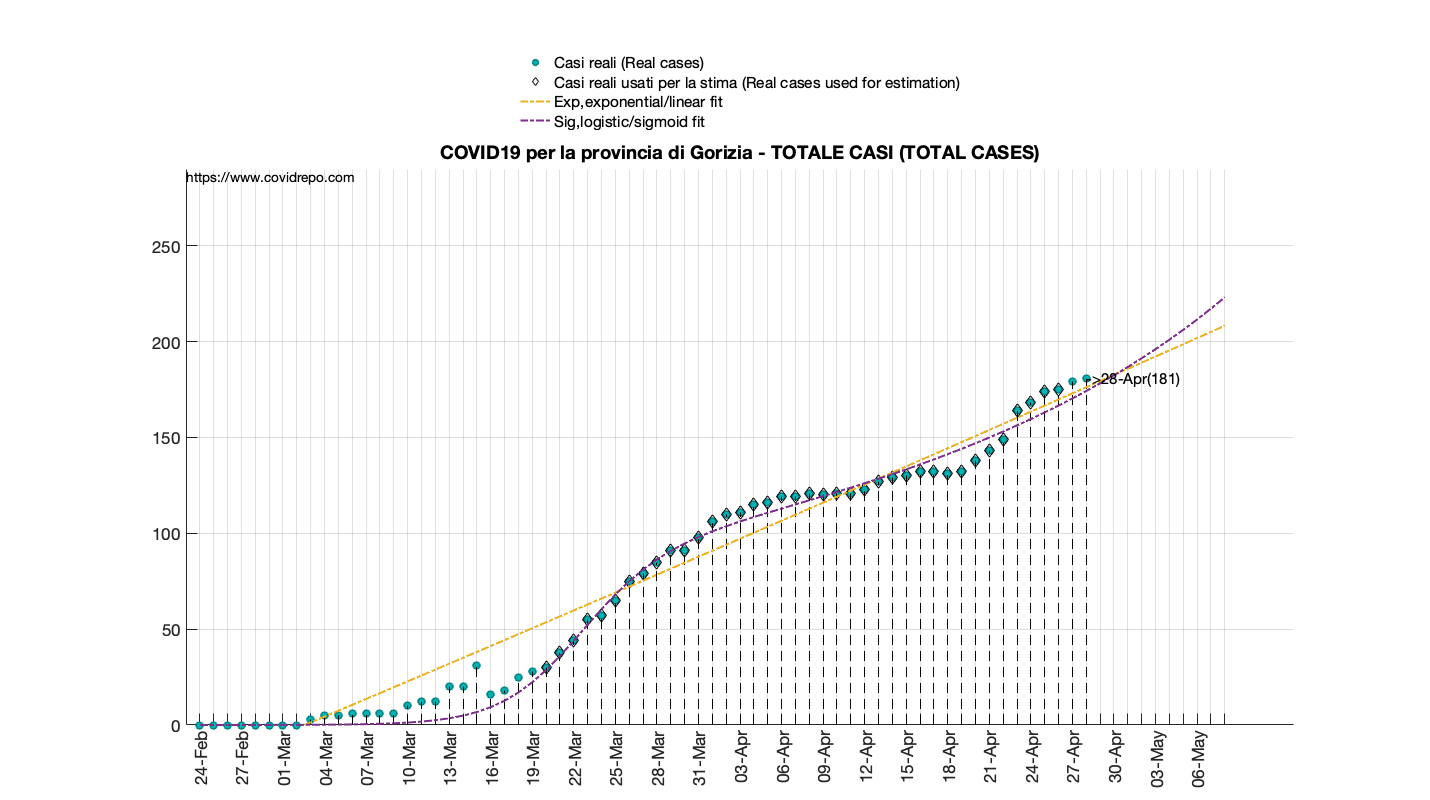 Casi reali (Real cases)
Casi reali usati per la stima (Real cases used for estimation)
Exp,exponential/linear fit
Sig,logistic/sigmoid fit
COVID19 per la provincia di Gorizia - TOTALE CASI (TOTAL CASES)
https://www.covidrepo.com
250
200
150
100
50
0
>28-Apr(181)
24-Feb
27-Feb
01-Mar
04-Mar
07-Mar
10-Mar
13-Mar
16-Mar
19-Mar
22-Mar
25-Mar
28-Mar
31-Mar
03-Apr
06-Apr
09-Apr
12-Apr
15-Apr
18-Apr
21-Apr
24-Apr
27-Apr
30-Apr
03-May
06-May